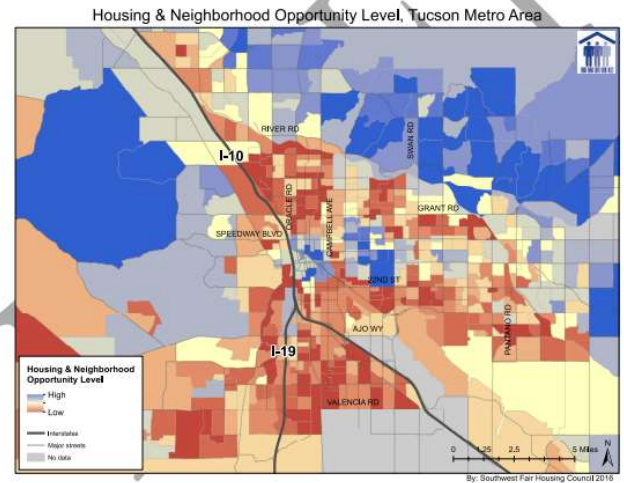 Housing & Neighborhood Opportunity Level, Tucson Metro Area
RIVER RD
SWAN RD
I-10
ORACLE RD
CAMPBELL AVE
GRANT RD
SPEEDWAY BLVD
22ND ST
PANTANO RD
AJO WY
I-19
VALENCIA RD
Housing & Neighborhood
Opportunity Level
High
Low
Interstates
Major streets
No data
0 1.25 2.5 5 Miles
N
By: Southwest Fair Housing Council 2016